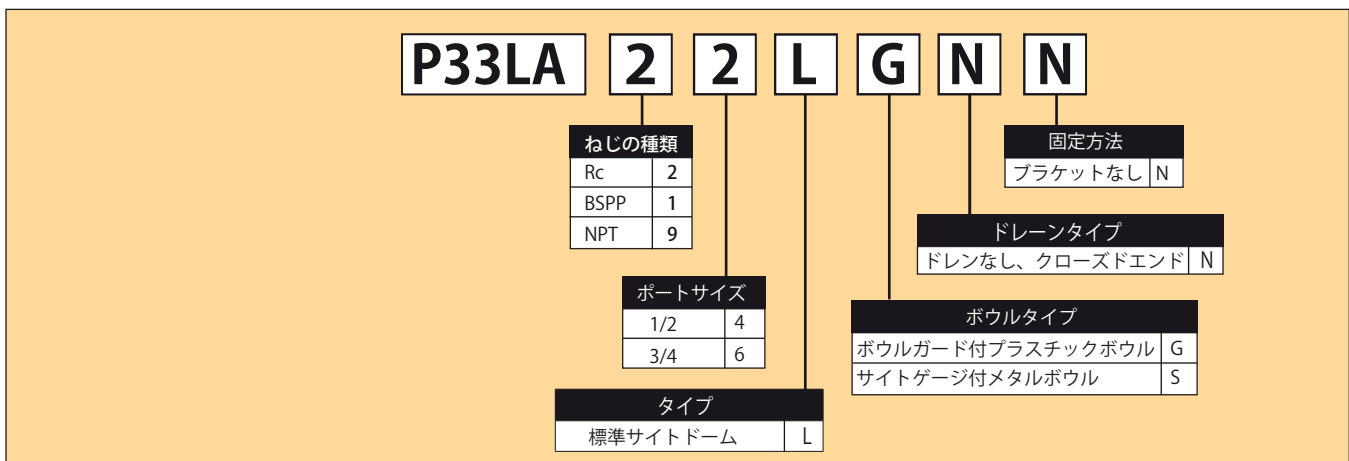 P33LA 2 2 L G N N
ねじの種類
Rc 2
BSPP 1
NPT 9
ポートサイズ
1/2 4
3/4 6
タイプ
標準サイトドーム L
固定方法
ブラケットなし N
ドレーンタイプ
ドレンなし、クローズドエンド N
ボウルタイプ
ボウルガード付プラスチックボウル G
サイトゲージ付メタルボウル S